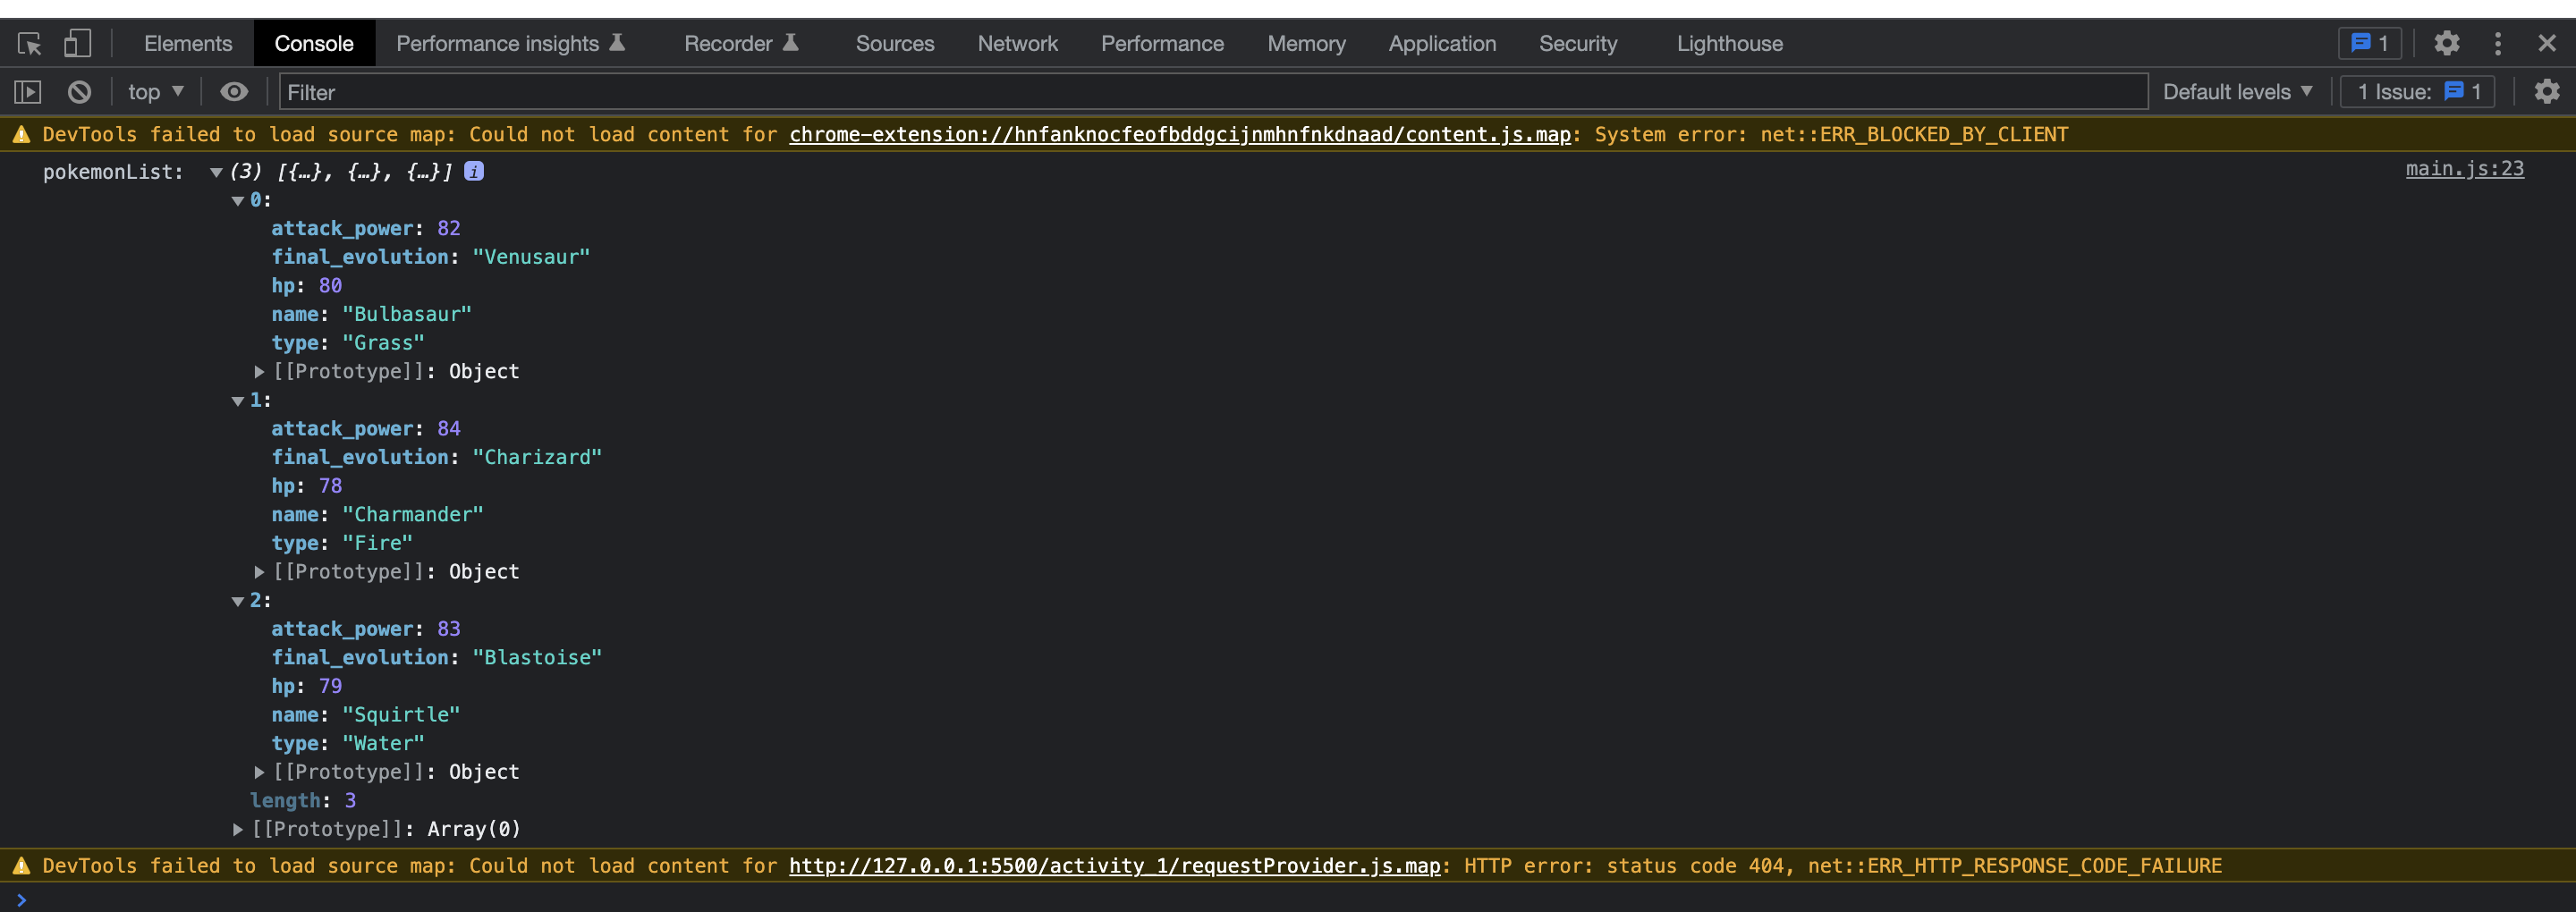 Elements Console Performance insights Recorder Sources Network Performance Memory Application Security Lighthouse 1
top Filter Default levels 1 Issue: 1
DevTools failed to load source map: Could not load content for chrome-extension://hnfanknocfeofbddgcijnmhnfnkdnaad/content.js.map: System error: net::ERR_BLOCKED_BY_CLIENT
pokemonList: (3) [{…}, {…}, {…}] i main.js:23
0:
attack_power: 82
final_evolution: "Venusaur"
hp: 80
name: "Bulbasaur"
type: "Grass"
[[Prototype]]: Object
1:
attack_power: 84
final_evolution: "Charizard"
hp: 78
name: "Charmander"
type: "Fire"
[[Prototype]]: Object
2:
attack_power: 83
final_evolution: "Blastoise"
hp: 79
name: "Squirtle"
type: "Water"
[[Prototype]]: Object
length: 3
[[Prototype]]: Array(0)
DevTools failed to load source map: Could not load content for http://127.0.0.1:5500/activity_1/requestProvider.js.map: HTTP error: status code 404, net::ERR_HTTP_RESPONSE_CODE_FAILURE